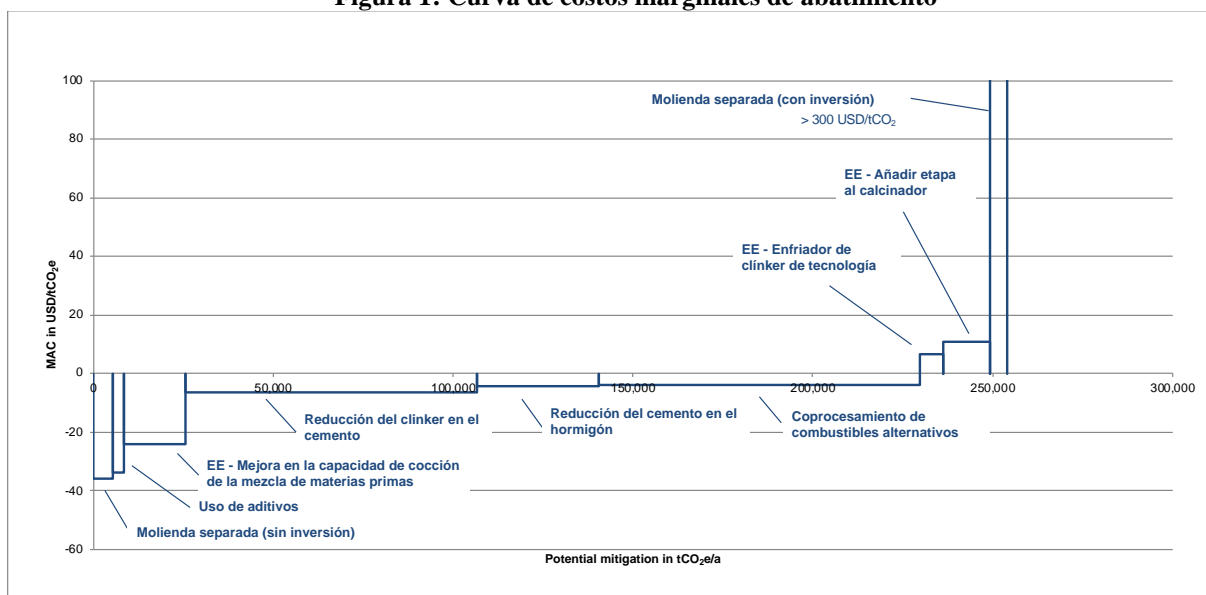 Figura 1: Curva de costos marginales de abatimiento
100
80
60
40
20
0
-20
-40
-60
MAC in USD/tCO₂e
0
50,000
100,000
150,000
200,000
250,000
300,000
Potential mitigation in tCO₂e/a
Molienda separada (con inversión)
> 300 USD/tCO₂
EE - Añadir etapa
al calcinador
EE - Enfriador de
clínker de tecnología
Reducción del clinker en el
cemento
Reducción del cemento en el
hormigón
Coprocesamiento de
combustibles alternativos
EE - Mejora en la capacidad de cocción
de la mezcla de materias primas
Uso de aditivos
Molienda separada (sin inversión)